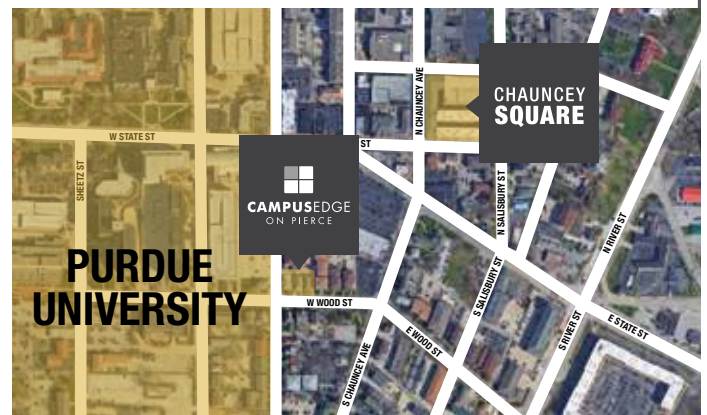 CHAUNCEY
SQUARE
N CHAUNCEY AVE
W STATE ST
ST
SHEETZ ST
CAMPUSEDGE
ON PIERCE
N SALISBURY ST
N RIVER ST
PURDUE
UNIVERSITY
W WOOD ST
S SALISBURY ST
E WOOD ST
S RIVER ST
E STATE ST
S CHAUNCEY AVE